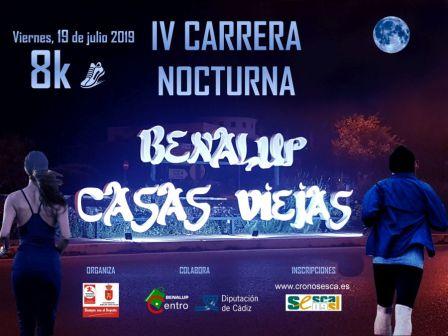 Viernes, 19 de julio 2019
8k
IV CARRERA
NOCTURNA
BENALUP
CASAS VIEJAS
ORGANIZA
COLABORA
INSCRIPCIONES
www.cronosesca.es
BENALUP
Centro
Diputación
de Cádiz